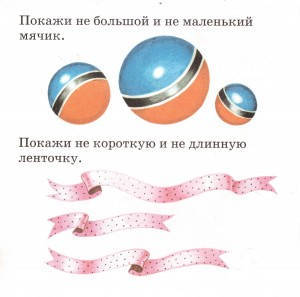 Покажи не большой и не маленький
мячик.
Покажи не короткую и не длинную
ленточку.